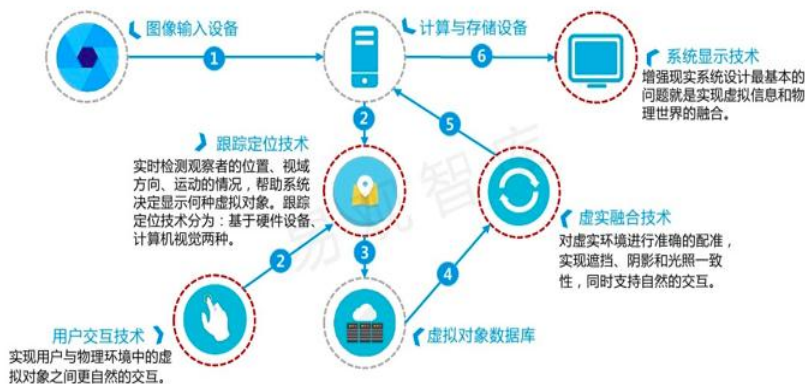 图像输入设备
计算与存储设备
1
6
系统显示技术
增强现实系统设计最基本的
问题就是实现虚拟信息和物
理世界的融合。
2
5
跟踪定位技术
实时检测观察者的位置、视域
方向、运动的情况，帮助系统
决定显示何种虚拟对象。跟踪
定位技术分为：基于硬件设备、
计算机视觉两种。
易观智库
虚实融合技术
对虚实环境进行准确的配准，
实现遮挡、阴影和光照一致
性，同时支持自然的交互。
2
3
4
用户交互技术
实现用户与物理环境中的虚
拟对象之间更自然的交互。
虚拟对象数据库